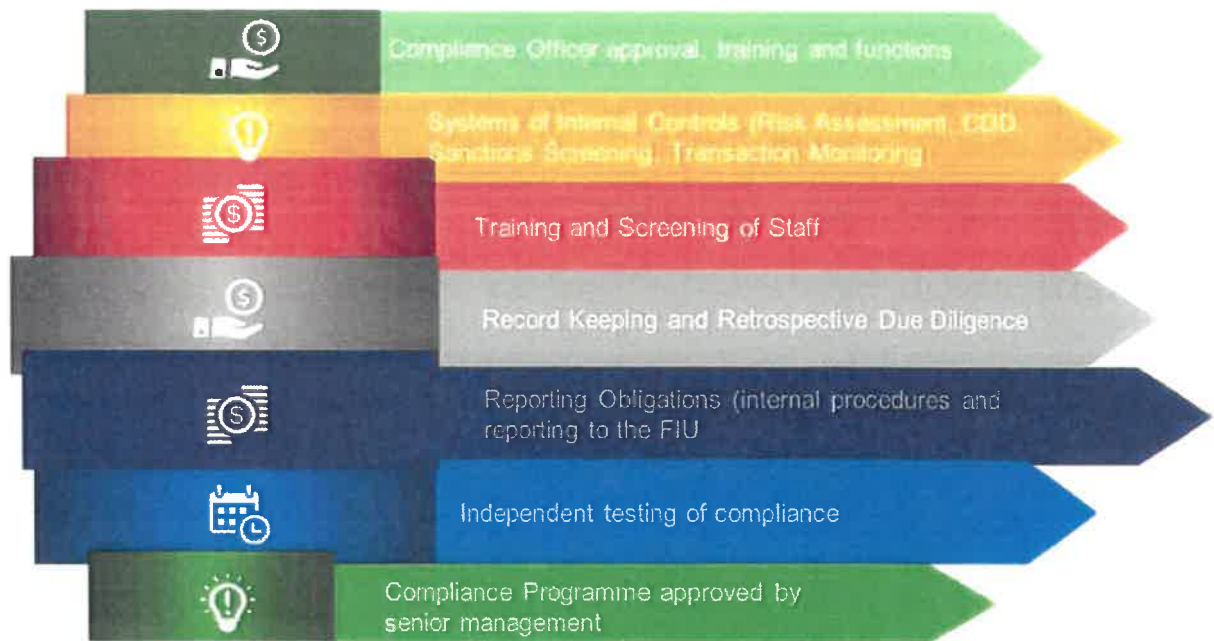 Compliance Officer approval, training and functions
Systems of Internal Controls (Risk Assessment, CDD
Sanctions Screening, Transaction Monitoring
Training and Screening of Staff
Record Keeping and Retrospective Due Diligence
Reporting Obligations (internal procedures and
reporting to the FIU
Independent testing of compliance
Compliance Programme approved by
senior management